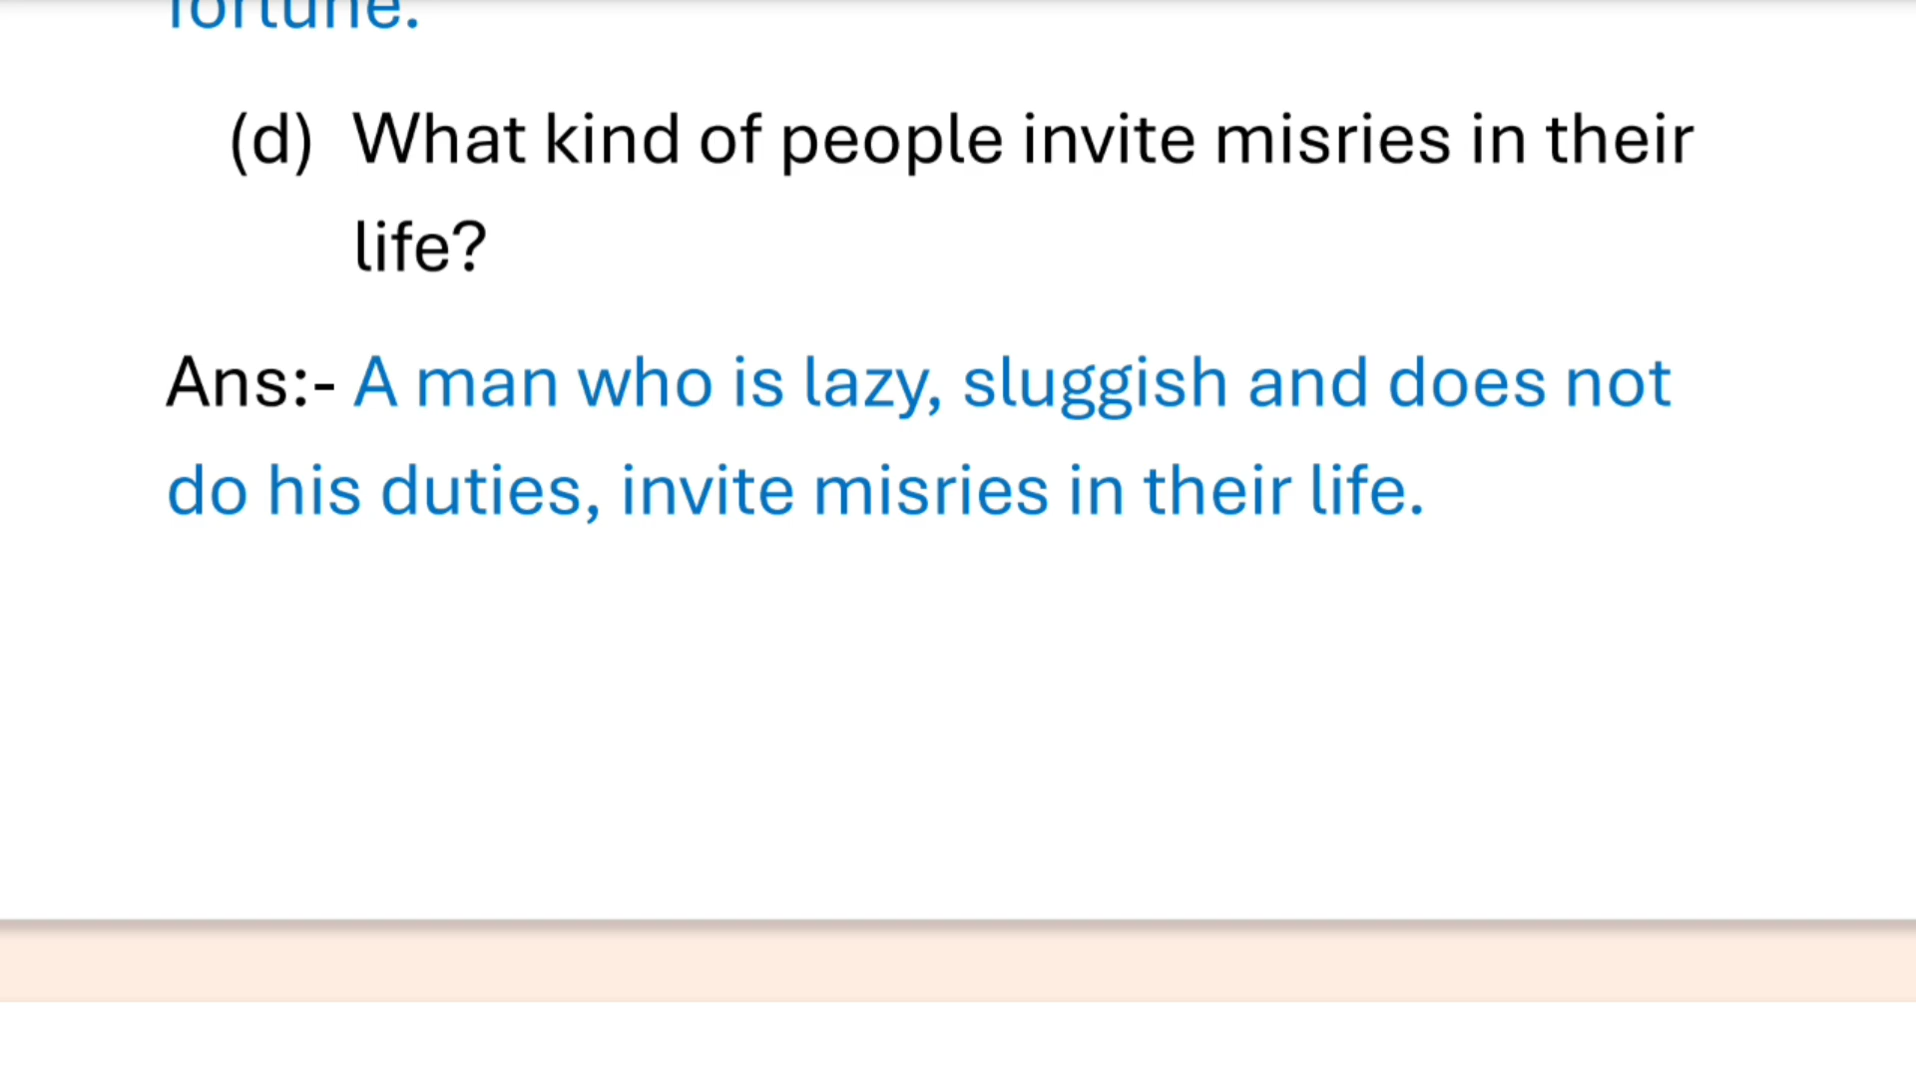 fortune.
(d) What kind of people invite misries in their
life?
Ans:- A man who is lazy, sluggish and does not
do his duties, invite misries in their life.